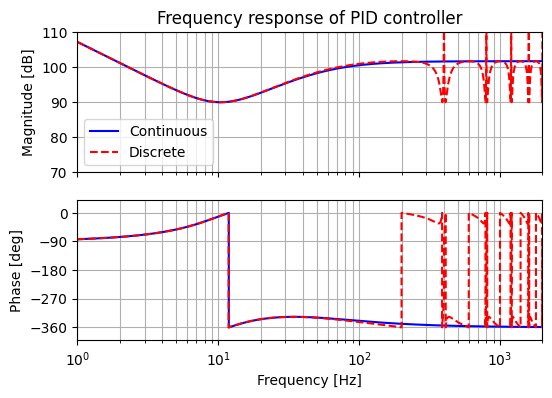 Frequency response of PID controller
110
100
90
80
70
Magnitude [dB]
Continuous
Discrete
0
−90
−180
−270
−360
Phase [deg]
10⁰
10¹
10²
10³
Frequency [Hz]